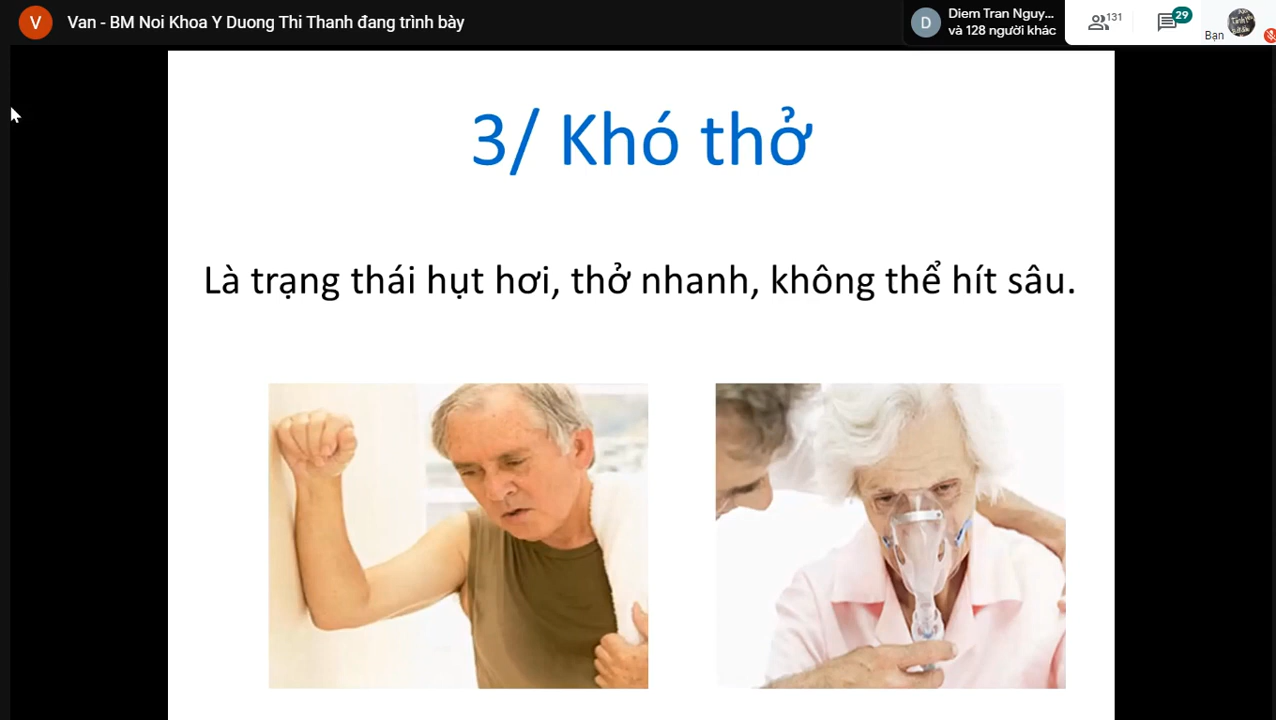 V
Van - BM Noi Khoa Y Duong Thi Thanh đang trình bày
D
Diem Tran Nguy...
và 128 người khác
131
29
Bạn
3/ Khó thở
Là trạng thái hụt hơi, thở nhanh, không thể hít sâu.